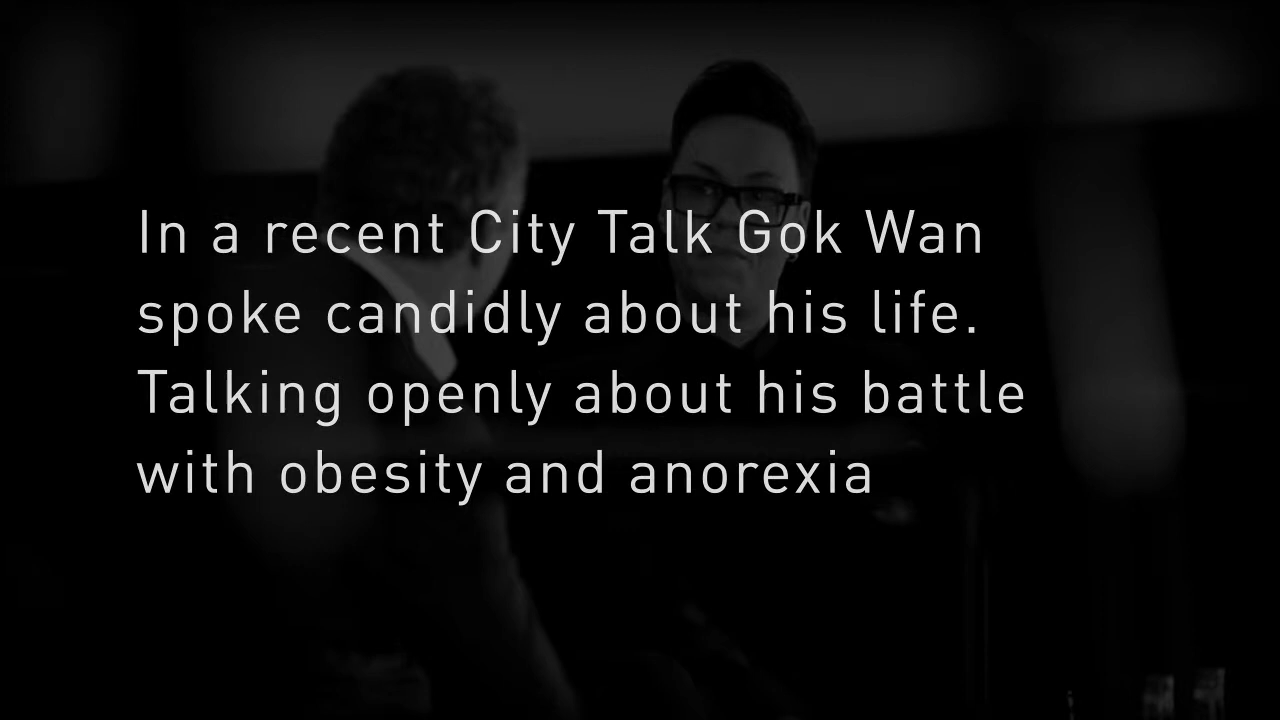 In a recent City Talk Gok Wan
spoke candidly about his life.
Talking openly about his battle
with obesity and anorexia